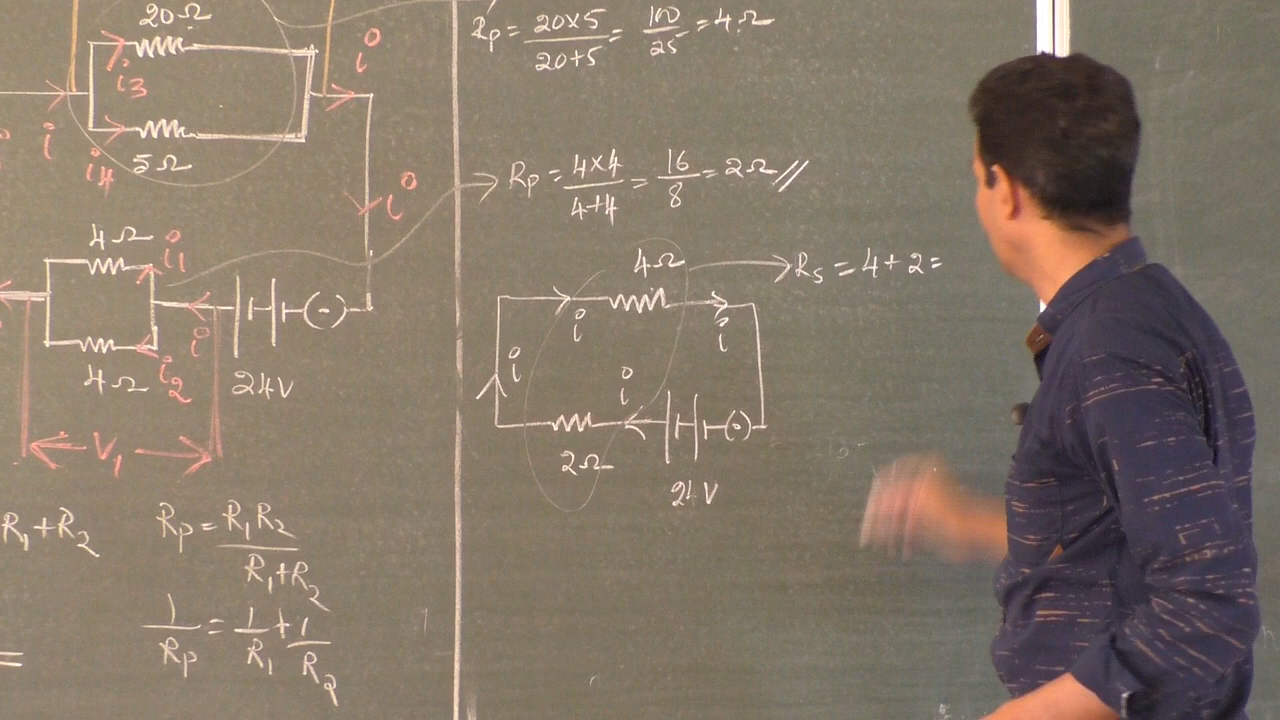 20Ω
i
i3
i
i4
5Ω
i
4Ω i1
i
4Ω i2 24V
V1
R1+R2
Rp = R1R2 / R1+R2
1/Rp = 1/R1 + 1/R2
=
Rp = 20×5 / 20+5 = 100/25 = 4Ω
Rp = 4×4 / 4+4 = 16/8 = 2Ω //
4Ω Rs = 4+2 =
i i
i i
2Ω
24V